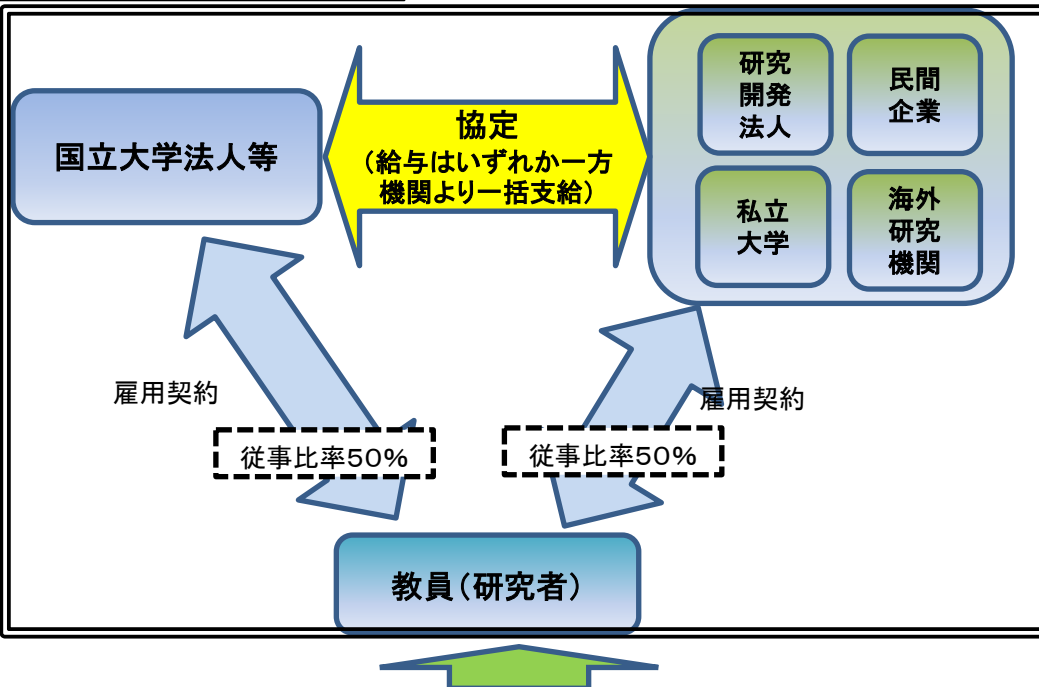 国立大学法人等
協定
（給与はいずれか一方
機関より一括支給）
研究
開発
法人
民間
企業
私立
大学
海外
研究
機関
雇用契約
雇用契約
従事比率50%
従事比率50%
教員（研究者）